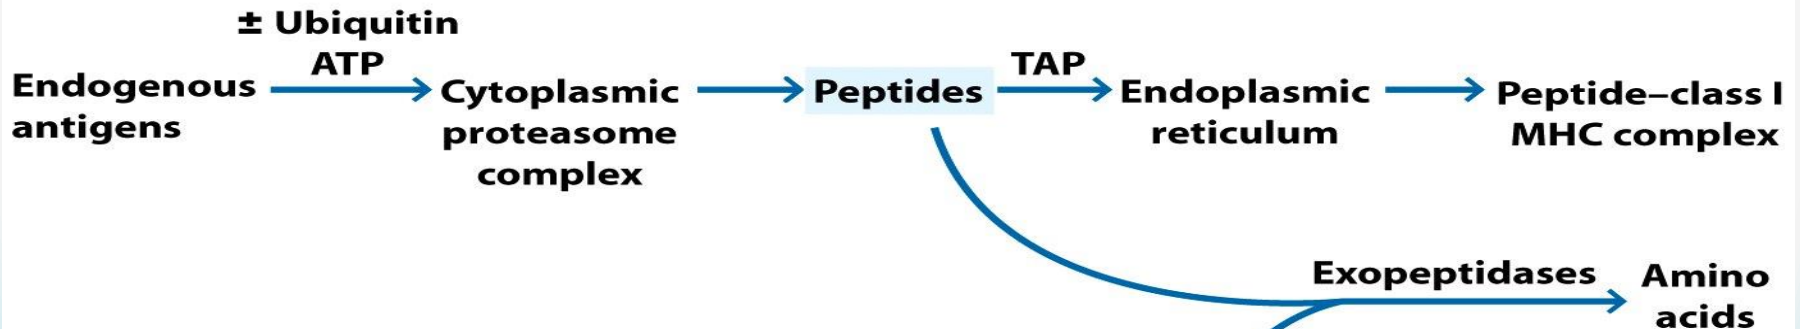 ± Ubiquitin
ATP
Endogenous
antigens
Cytoplasmic
proteasome
complex
Peptides
TAP
Endoplasmic
reticulum
Peptide–class I
MHC complex
Exopeptidases
Amino
acids